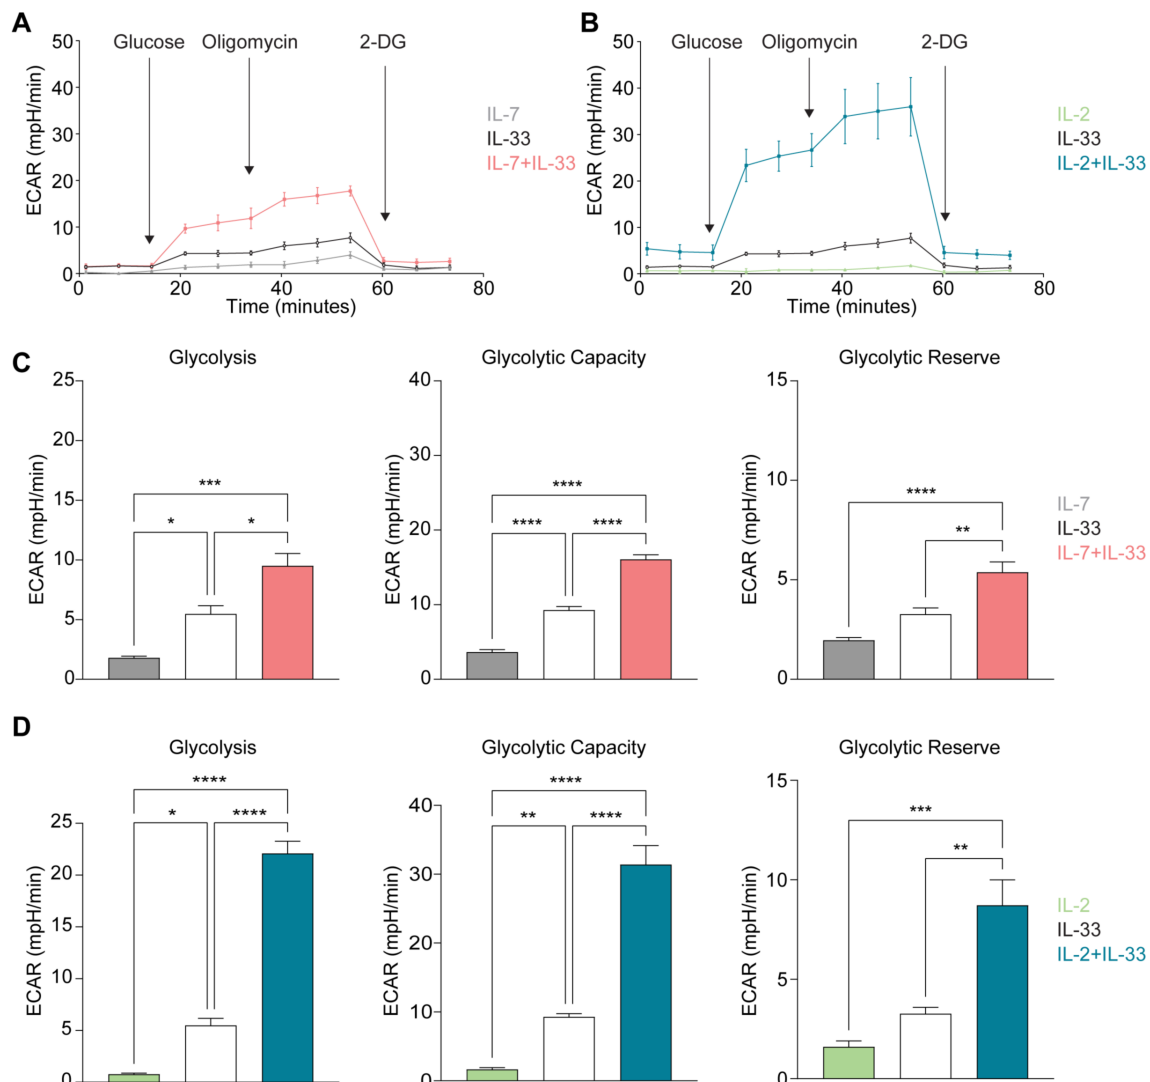 A
B
Glucose Oligomycin 2-DG
50
40
30
20
10
0
ECAR (mpH/min)
0 20 40 60 80
Time (minutes)
IL-7
IL-33
IL-7+IL-33
Glucose Oligomycin 2-DG
50
40
30
20
10
0
ECAR (mpH/min)
0 20 40 60 80
Time (minutes)
IL-2
IL-33
IL-2+IL-33
C
Glycolysis
25
20
15
10
5
0
ECAR (mpH/min)
***
* *
Glycolytic Capacity
40
30
20
10
0
ECAR (mpH/min)
****
**** ****
Glycolytic Reserve
15
10
5
0
ECAR (mpH/min)
****
**
IL-7
IL-33
IL-7+IL-33
D
Glycolysis
25
20
15
10
5
0
ECAR (mpH/min)
****
* ****
Glycolytic Capacity
40
30
20
10
0
ECAR (mpH/min)
****
** ****
Glycolytic Reserve
15
10
5
0
ECAR (mpH/min)
***
**
IL-2
IL-33
IL-2+IL-33